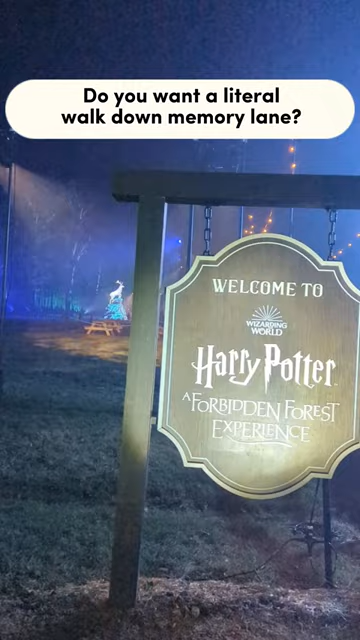 Do you want a literal
walk down memory lane?
WELCOME TO
WIZARDING
WORLD
Harry Potter
A FORBIDDEN FOREST
EXPERIENCE